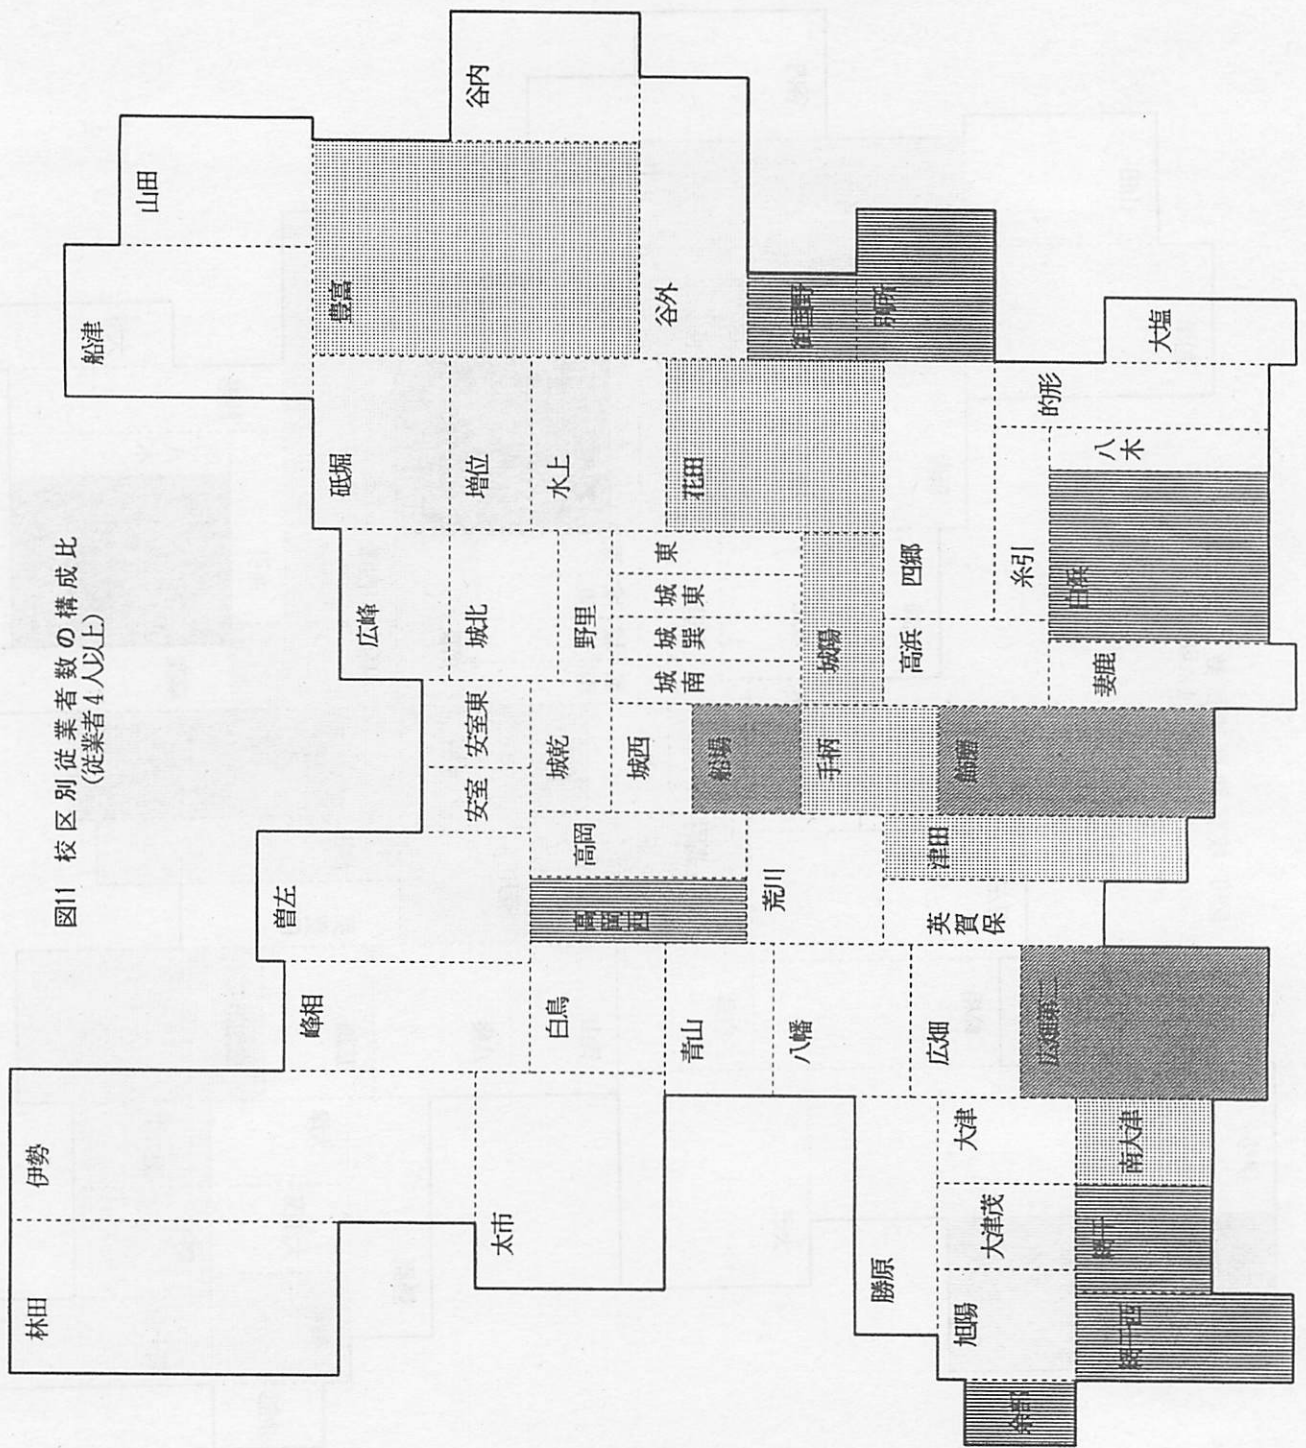 図11 校区別従業者数の構成比
(従業者4人以上)
林田
伊勢
船津
山田
曽左
峰相
広峰
砥堀
豊富
谷内
太市
安室
安室東
城北
増位
白鳥
高岡西
高岡
城乾
野里
水上
城西
城南
城巽
城東
東
谷外
青山
船場
花田
八幡
荒川
手柄
城陽
御国野
勝原
別所
広畑
英賀保
津田
高浜
四郷
旭陽
大津茂
大津
飾磨
余部
糸引
的形
広畑第二
網干西
網干
南大津
妻鹿
白浜
八木
大塩